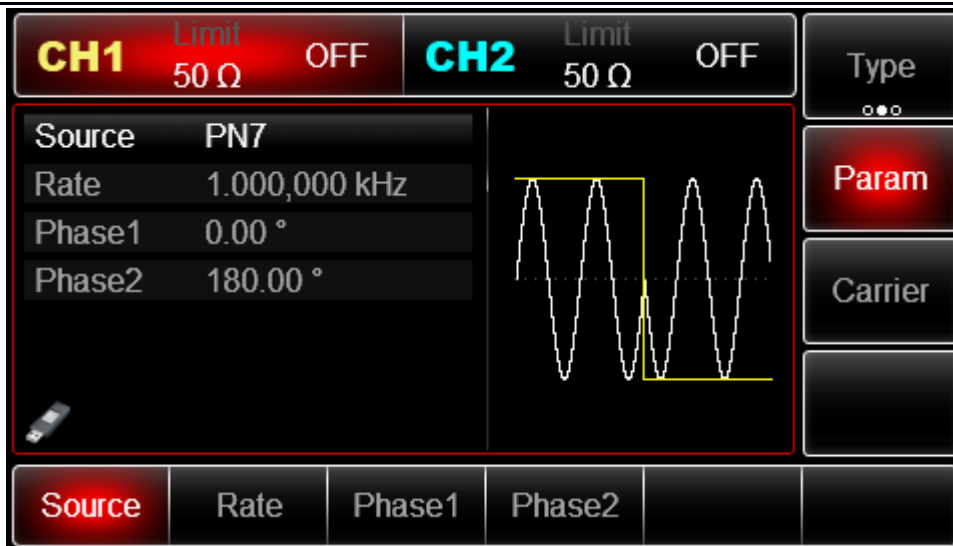 CH1 Limit 50 Ω OFF CH2 Limit 50 Ω OFF
Type
Source PN7
Rate 1.000,000 kHz
Phase1 0.00 °
Phase2 180.00 °
Param
Carrier
Source Rate Phase1 Phase2